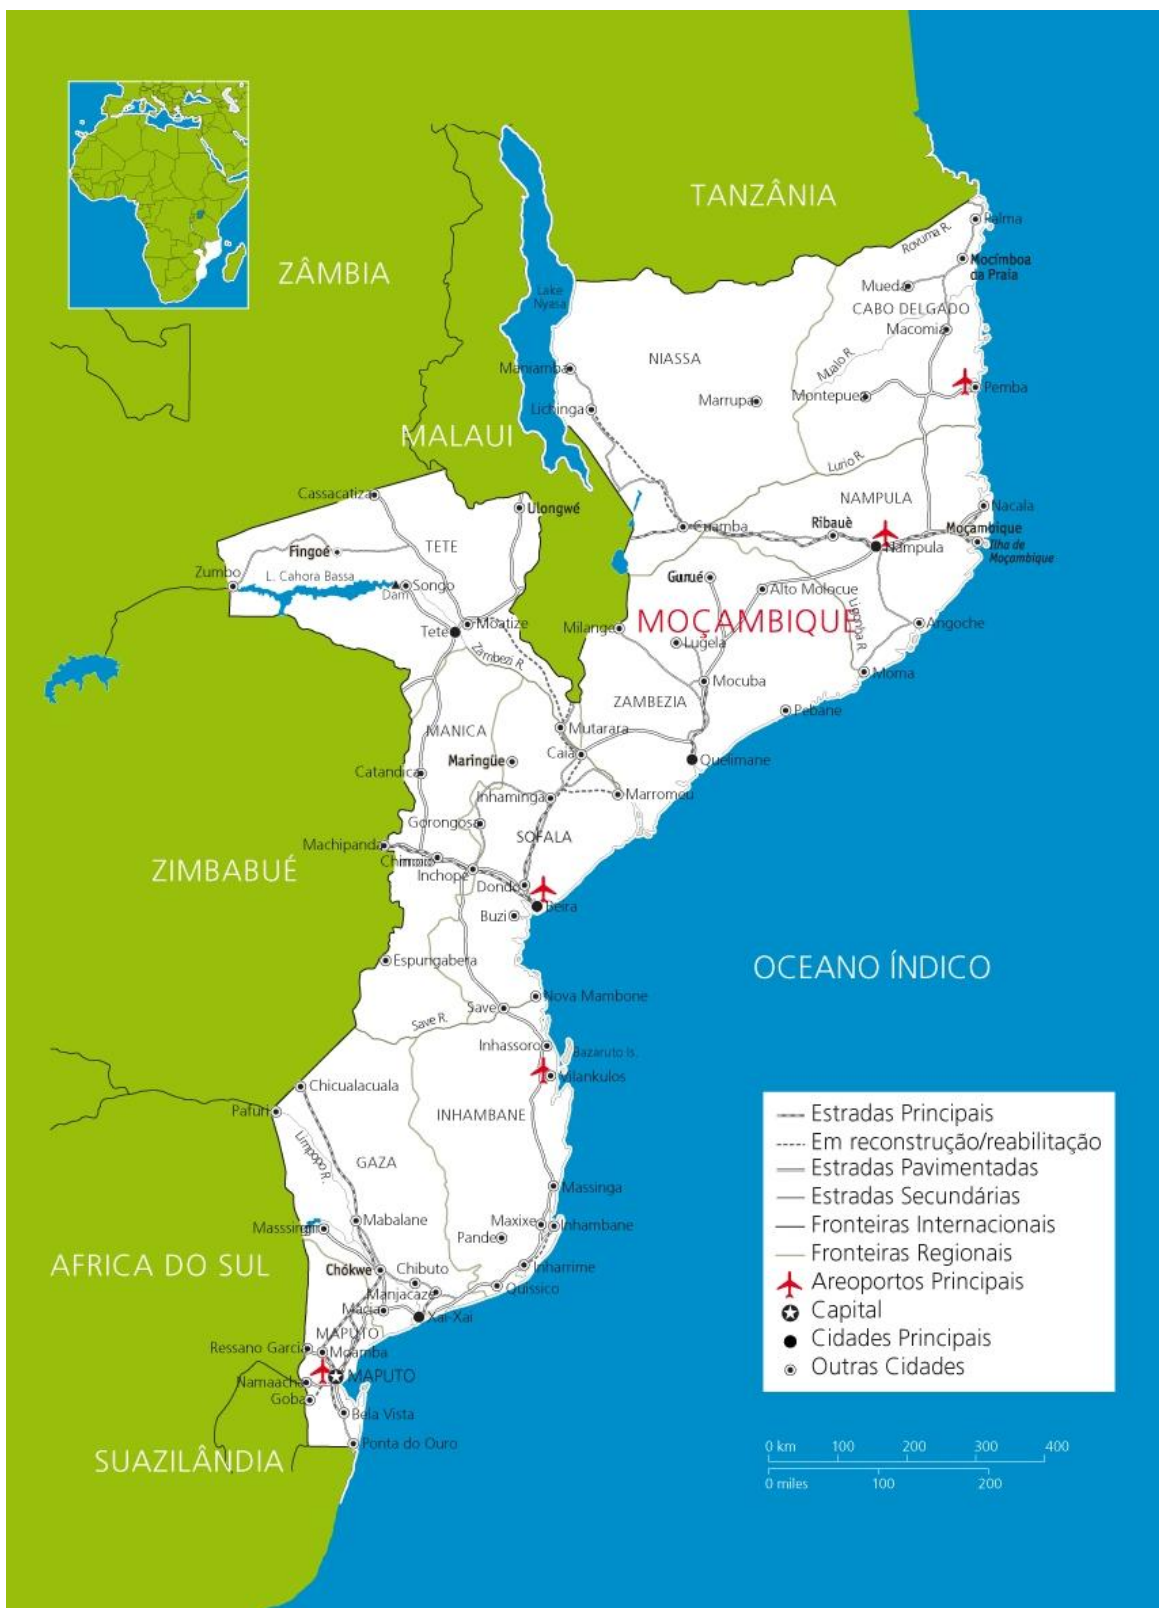 TANZÂNIA
Palma
Rovuma R.
ZÂMBIA
Mocímboa
da Praia
Lake
Nyasa
Mueda
CABO DELGADO
Macomia
NIASSA
Mualo R.
Maniamba
Pemba
Marrupa
Montepuez
Lichinga
MALAUI
Lurio R.
Cassacatiza
NAMPULA
Ulongwé
Nacala
Cuamba
Ribauè
Moçambique
Fingoé
TETE
Nampula
Ilha de
Moçambique
Zumbo
L. Cahora Bassa
Dam
Songo
Gurué
Alto Molocue
Ligonha R.
Tete
Moatize
Milange
MOÇAMBIQUE
Angoche
Lugela
Zambezi R.
Moma
Mocuba
ZAMBEZIA
Pebane
MANICA
Mutarara
Caia
Maringüe
Quelimane
Catandica
Inhaminga
Marromeu
Gorongosa
SOFALA
Machipanda
Chimoio
ZIMBABUÉ
Inchope
Dondo
Beira
Buzi
Espungabera
OCEANO ÍNDICO
Nova Mambone
Save
Save R.
Inhassoro
Bazaruto Is.
Vilankulos
Chicualacuala
Pafuri
INHAMBANE
Limpopo R.
GAZA
Massinga
Mabalane
Maxixe
Inhambane
Masssingir
Pande
AFRICA DO SUL
Chókwe
Chibuto
Inharrime
Manjacaze
Quissico
Macia
Xai-Xai
MAPUTO
Ressano Garcia
Moamba
Namaacha
MAPUTO
Goba
Bela Vista
Ponta do Ouro
SUAZILÂNDIA
Estradas Principais
Em reconstrução/reabilitação
Estradas Pavimentadas
Estradas Secundárias
Fronteiras Internacionais
Fronteiras Regionais
Areoportos Principais
Capital
Cidades Principais
Outras Cidades
0 km 100 200 300 400
0 miles 100 200